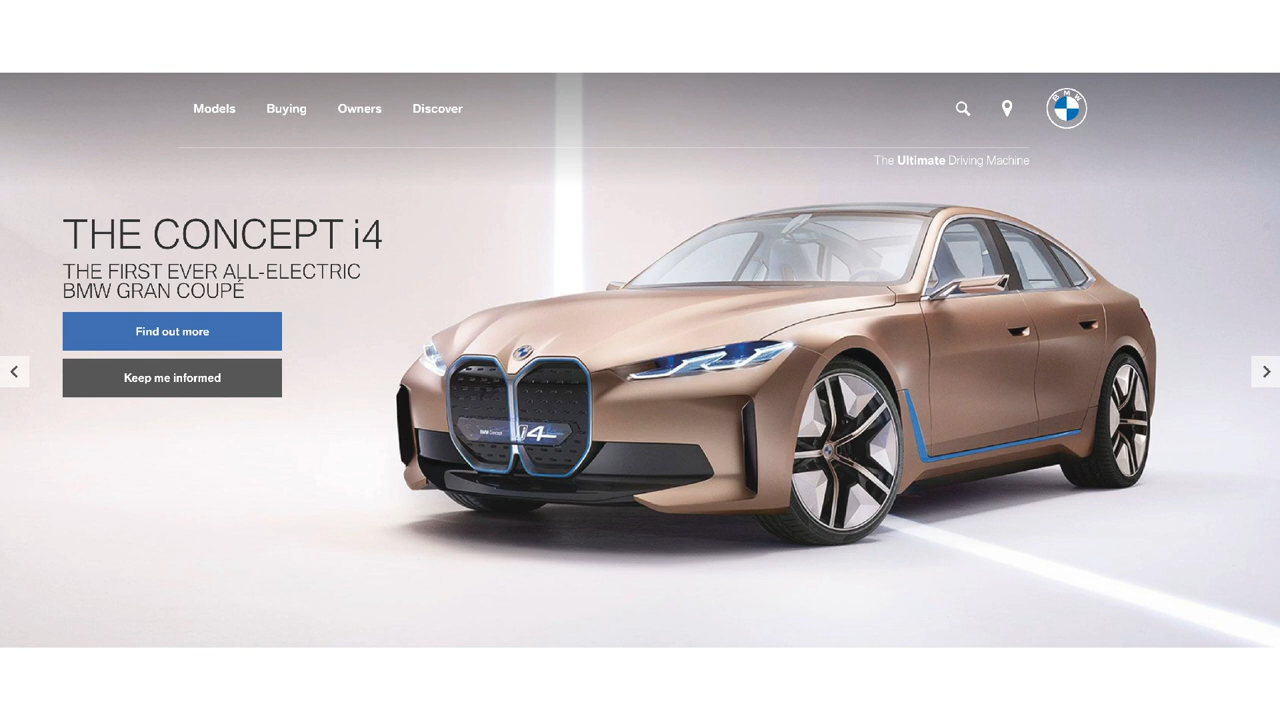 Models Buying Owners Discover
BMW
The Ultimate Driving Machine
THE CONCEPT i4
THE FIRST EVER ALL-ELECTRIC
BMW GRAN COUPÉ
Find out more
Keep me informed
BMW Concept i4